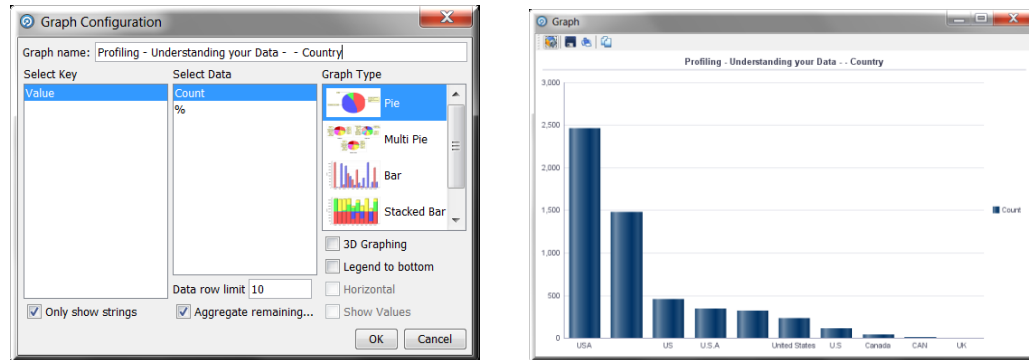 Graph Configuration
Graph name: Profiling - Understanding your Data - - Country
Select Key
Value
Only show strings
Select Data
Count
%
Data row limit 10
Aggregate remaining...
Graph Type
Pie
Multi Pie
Bar
Stacked Bar
3D Graphing
Legend to bottom
Horizontal
Show Values
OK Cancel
Graph
Profiling - Understanding your Data - - Country
3,000
2,500
2,000
1,500
1,000
500
0
USA US U.S.A United States U.S Canada CAN UK
Count